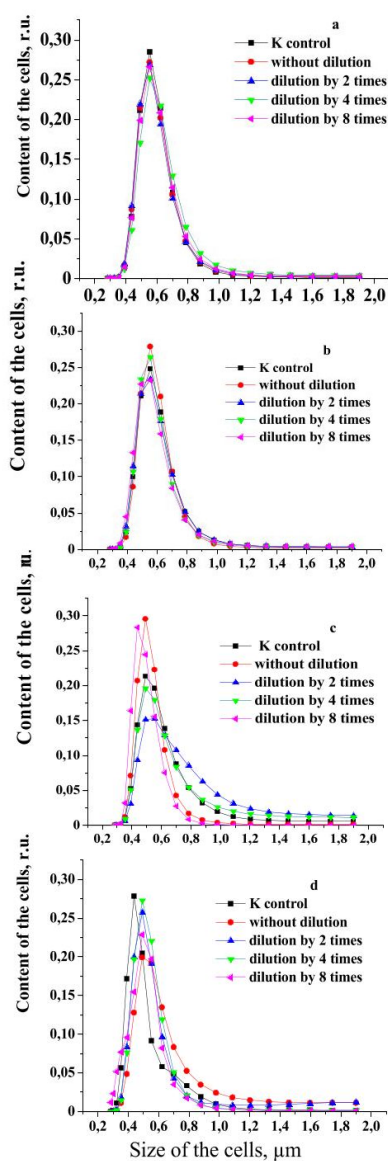 Content of the cells, r.u.
a
0,30
0,25
0,20
0,15
0,10
0,05
0,00
K control
without dilution
dilution by 2 times
dilution by 4 times
dilution by 8 times
0,2 0,4 0,6 0,8 1,0 1,2 1,4 1,6 1,8 2,0
Content of the cells, r.u.
b
0,30
0,25
0,20
0,15
0,10
0,05
0,00
K control
without dilution
dilution by 2 times
dilution by 4 times
dilution by 8 times
0,2 0,4 0,6 0,8 1,0 1,2 1,4 1,6 1,8 2,0
Content of the cells,
c
0,30
0,25
0,20
0,15
0,10
0,05
0,00
K control
without dilution
dilution by 2 times
dilution by 4 times
dilution by 8 times
0,2 0,4 0,6 0,8 1,0 1,2 1,4 1,6 1,8 2,0
Content of the cells, r.u.
d
0,30
0,25
0,20
0,15
0,10
0,05
0,00
K control
without dilution
dilution by 2 times
dilution by 4 times
dilution by 8 times
0,2 0,4 0,6 0,8 1,0 1,2 1,4 1,6 1,8 2,0
Size of the cells, μm